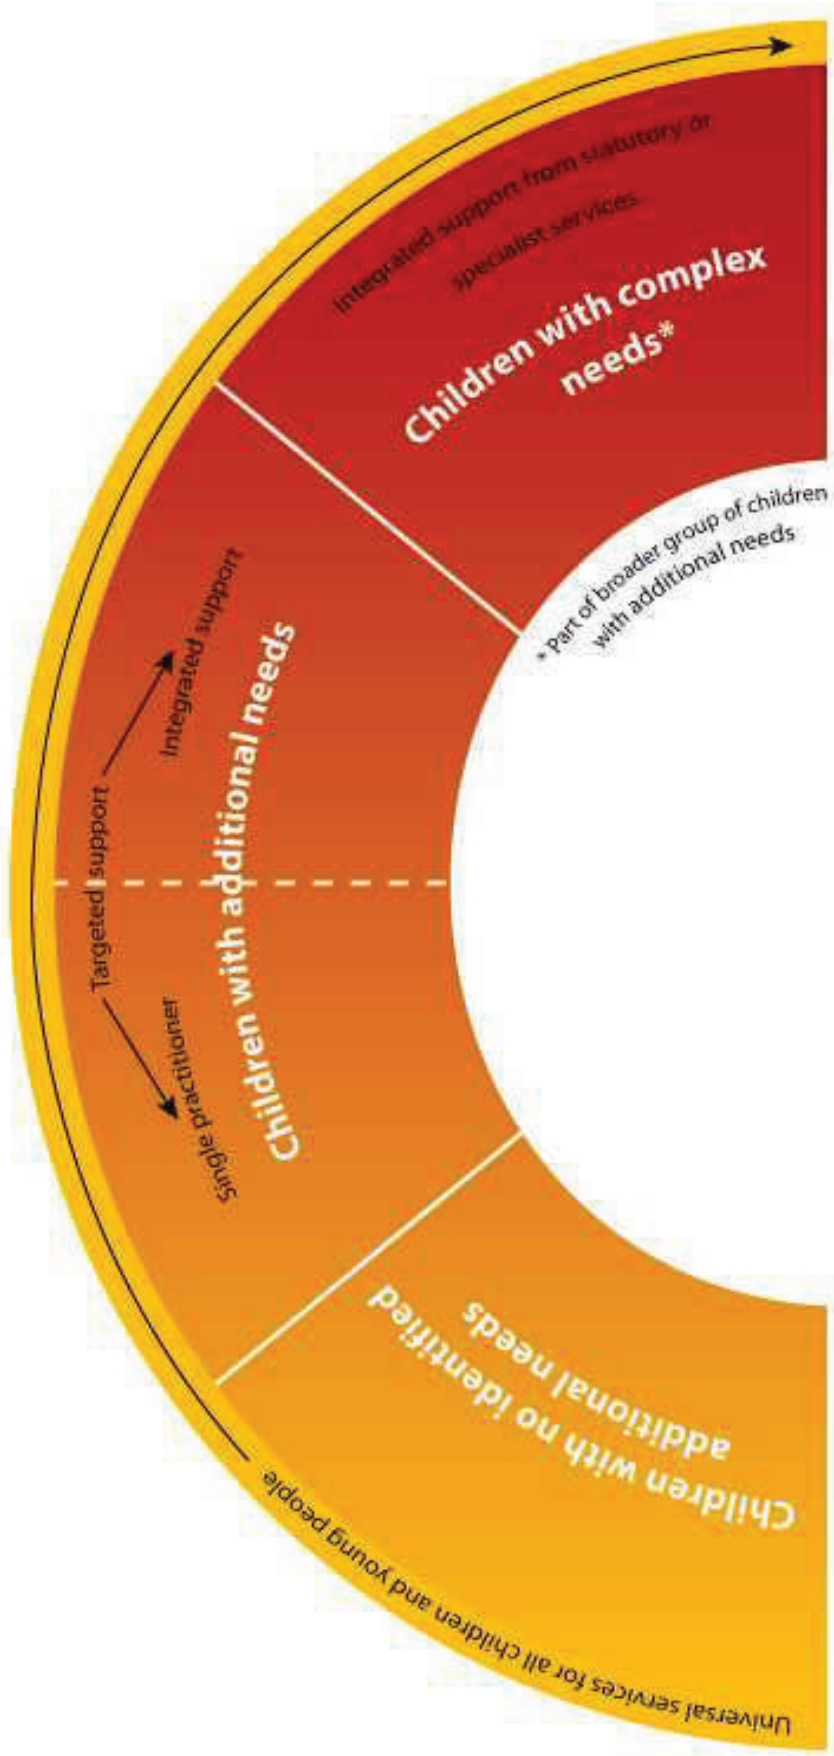 Integrated support from statutory or
specialist services
Children with complex
needs*
* Part of broader group of children
with additional needs
Targeted support
Integrated support
Single practitioner
Children with additional needs
Children with no identified
additional needs
Universal services for all children and young people